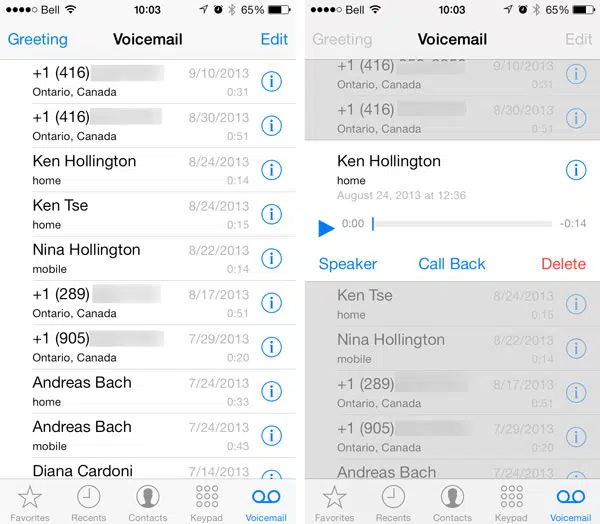 Bell 10:03 65%
Greeting Voicemail Edit
+1 (416) 9/10/2013
Ontario, Canada 0:31
+1 (416) 8/30/2013
Ontario, Canada 0:51
Ken Hollington 8/24/2013
home 0:14
Ken Tse 8/24/2013
home 0:15
Nina Hollington 8/22/2013
mobile 0:14
+1 (289) 8/17/2013
Ontario, Canada 0:51
+1 (905) 7/29/2013
Ontario, Canada 0:20
Andreas Bach 7/24/2013
home 0:33
Andreas Bach 7/24/2013
mobile 0:43
Diana Cardoni 7/14/2013
Favorites Recents Contacts Keypad Voicemail
Bell 10:03 65%
Greeting Voicemail Edit
+1 (416) 9/10/2013
Ontario, Canada 0:31
+1 (416) 8/30/2013
Ontario, Canada 0:51
Ken Hollington
home
August 24, 2013 at 12:36
0:00 -0:14
Speaker Call Back Delete
Ken Tse 8/24/2013
home 0:15
Nina Hollington 8/22/2013
mobile 0:14
+1 (289) 8/17/2013
Ontario, Canada 0:51
+1 (905) 7/29/2013
Ontario, Canada 0:20
Andreas Bach 7/24/2013
Favorites Recents Contacts Keypad Voicemail